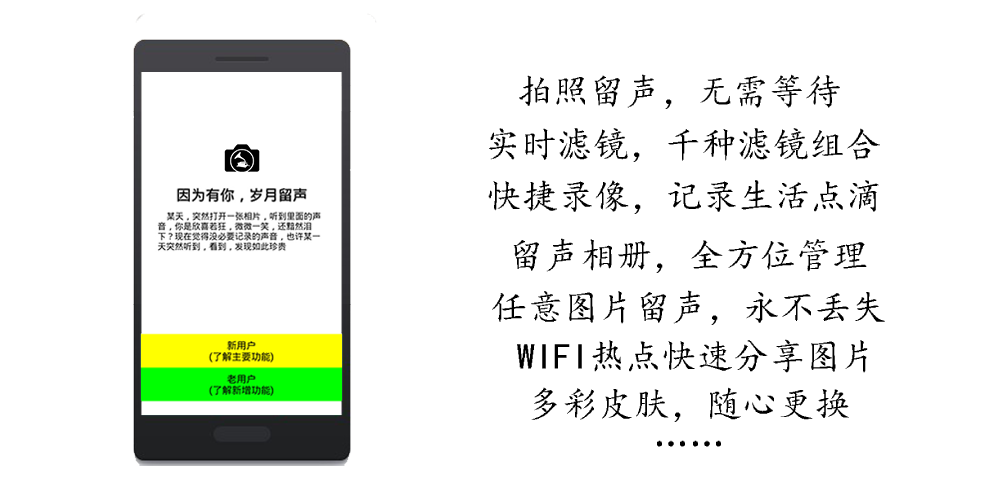 因为有你，岁月留声
某天，突然打开一张相片，听到里面的声
音，你是欣喜若狂，微微一笑，还黯然泪
下？现在觉得没必要记录的声音，也许某一
天突然听到，看到，发现如此珍贵
新用户
(了解主要功能)
老用户
(了解新增功能)
拍照留声，无需等待
实时滤镜，千种滤镜组合
快捷录像，记录生活点滴
留声相册，全方位管理
任意图片留声，永不丢失
WIFI热点快速分享图片
多彩皮肤，随心更换
……